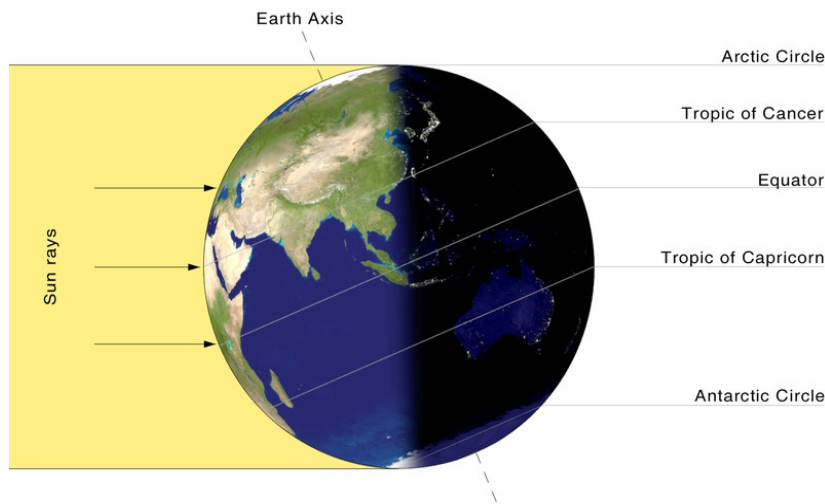 Earth Axis
Arctic Circle
Tropic of Cancer
Equator
Sun rays
Tropic of Capricorn
Antarctic Circle